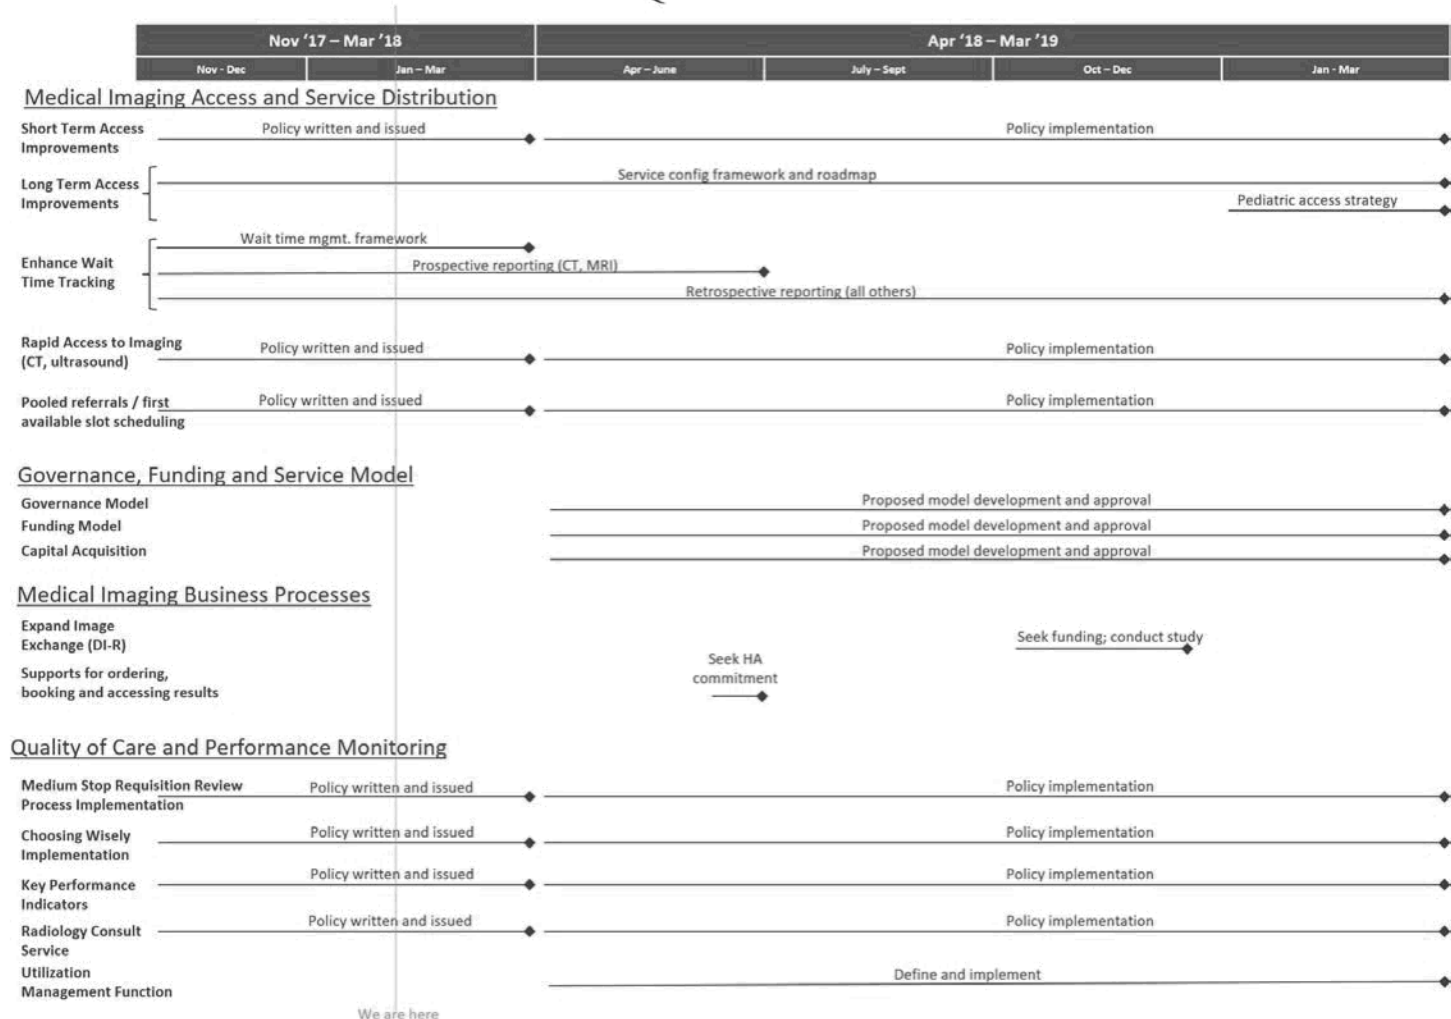 Nov '17 – Mar '18 Apr '18 – Mar '19
Nov - Dec Jan – Mar Apr – June July – Sept Oct – Dec Jan - Mar
Medical Imaging Access and Service Distribution
Short Term Access
Improvements
Policy written and issued
Policy implementation
Long Term Access
Improvements
Service config framework and roadmap
Pediatric access strategy
Enhance Wait
Time Tracking
Wait time mgmt. framework
Prospective reporting (CT, MRI)
Retrospective reporting (all others)
Rapid Access to Imaging
(CT, ultrasound)
Policy written and issued
Policy implementation
Pooled referrals / first
available slot scheduling
Policy written and issued
Policy implementation
Governance, Funding and Service Model
Governance Model
Proposed model development and approval
Funding Model
Proposed model development and approval
Capital Acquisition
Proposed model development and approval
Medical Imaging Business Processes
Expand Image
Exchange (DI-R)
Seek funding; conduct study
Supports for ordering,
booking and accessing results
Seek HA
commitment
Quality of Care and Performance Monitoring
Medium Stop Requisition Review
Process Implementation
Policy written and issued
Policy implementation
Choosing Wisely
Implementation
Policy written and issued
Policy implementation
Key Performance
Indicators
Policy written and issued
Policy implementation
Radiology Consult
Service
Policy written and issued
Policy implementation
Utilization
Management Function
Define and implement
We are here